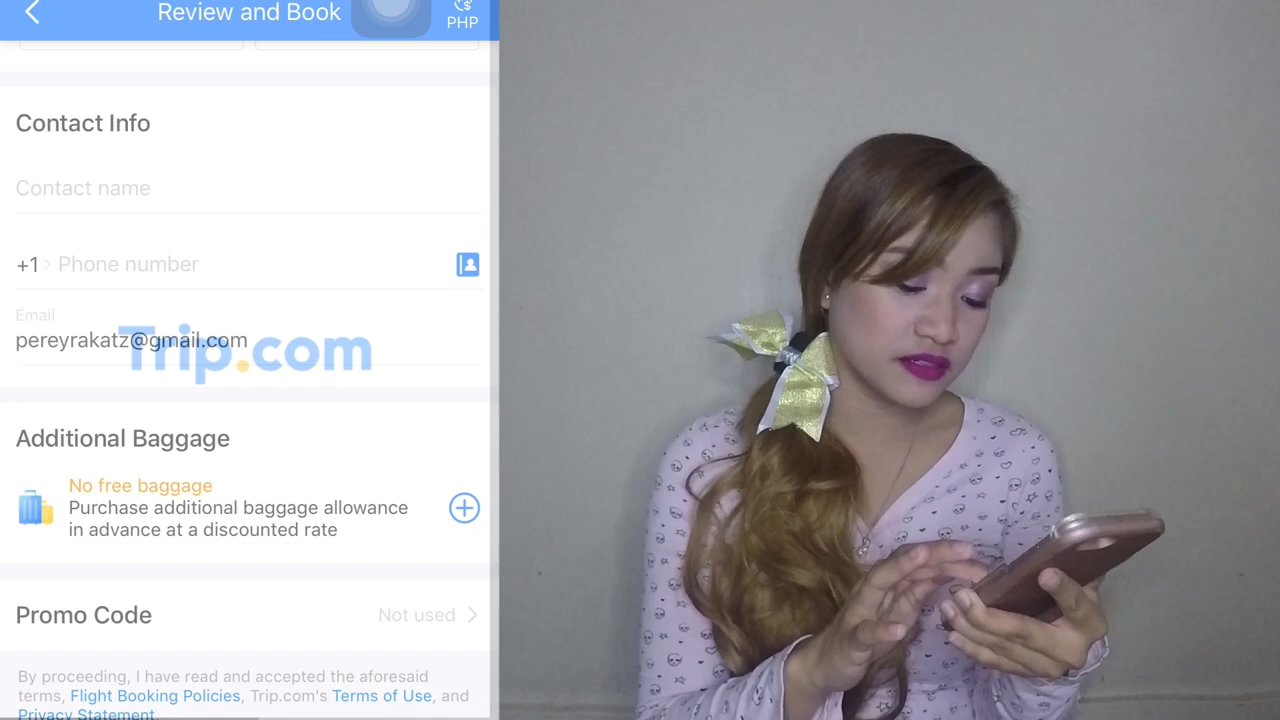 Review and Book
PHP
Contact Info
Contact name
+1 Phone number
Email
pereyrakatz@gmail.com
Trip.com
Additional Baggage
No free baggage
Purchase additional baggage allowance
in advance at a discounted rate
Promo Code
Not used
By proceeding, I have read and accepted the aforesaid
terms, Flight Booking Policies, Trip.com's Terms of Use, and
Privacy Statement.